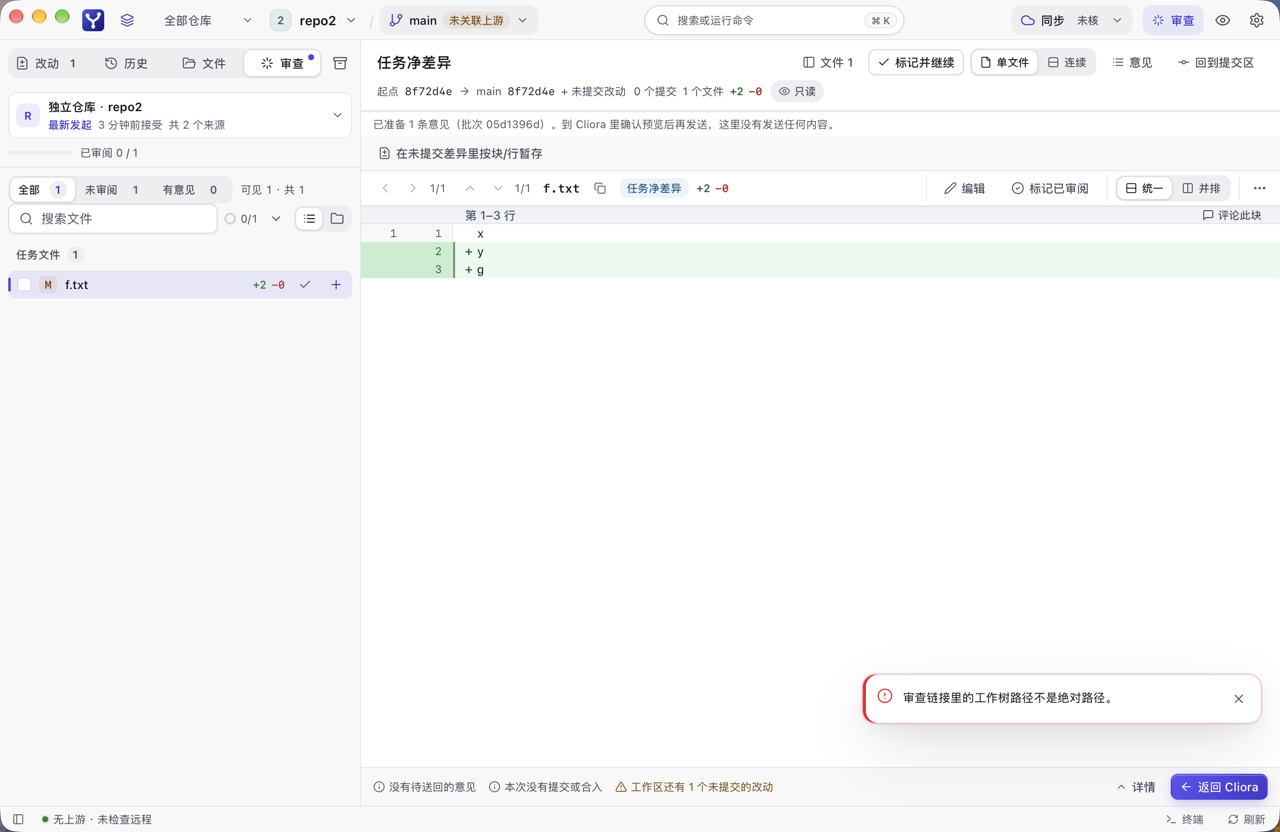 全部仓库 2 repo2 / main 未关联上游 搜索或运行命令 ⌘ K 同步 未核 审查
改动 1 历史 文件 审查
任务净差异 文件 1 标记并继续 单文件 连续 意见 回到提交区
起点 8f72d4e → main 8f72d4e + 未提交改动 0 个提交 1 个文件 +2 −0 只读
R 独立仓库 · repo2
最新发起 3 分钟前接受 共 2 个来源
已准备 1 条意见（批次 05d1396d）。到 Cliora 里确认预览后再发送，这里没有发送任何内容。
已审阅 0 / 1
在未提交差异里按块/行暂存
全部 1 未审阅 1 有意见 0 可见 1 · 共 1
1/1 1/1 f.txt 任务净差异 +2 −0 编辑 标记已审阅 统一 并排
搜索文件 0/1
第 1–3 行 评论此块
1 1 x
2 + y
3 + g
任务文件 1
M f.txt +2 −0
审查链接里的工作树路径不是绝对路径。
没有待送回的意见 本次没有提交或合入 工作区还有 1 个未提交的改动 详情 返回 Cliora
无上游 · 未检查远程 终端 刷新